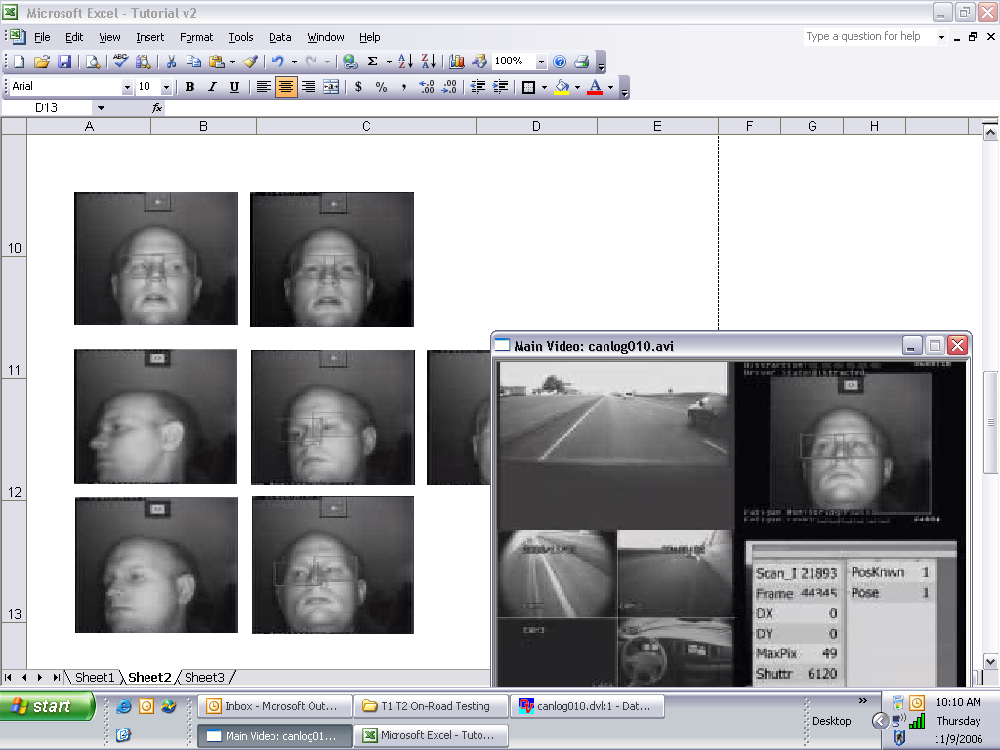 Microsoft Excel - Tutorial v2
File Edit View Insert Format Tools Data Window Help
Type a question for help
100%
Arial 10 B I U $ % ,
D13 fx
A B C D E F G H I
10
11
12
13
Main Video: canlog010.avi
Scan_I 21893
Frame 44345
DX 0
DY 0
MaxPix 49
Shuttr 6120
PosKnwn 1
Pose 1
Sheet1 Sheet2 Sheet3
start
Inbox - Microsoft Out...
T1 T2 On-Road Testing
canlog010.dvl:1 - Dat...
Main Video: canlog01...
Microsoft Excel - Tuto...
Desktop
10:10 AM
Thursday
11/9/2006